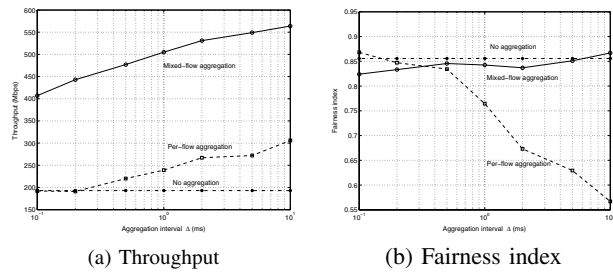 600
550
500
450
400
350
300
250
200
150
10⁻¹
10⁰
10¹
Throughput (Mbps)
Aggregation interval Δ (ms)
Mixed−flow aggregation
Per−flow aggregation
No aggregation
(a) Throughput
0.95
0.9
0.85
0.8
0.75
0.7
0.65
0.6
0.55
10⁻¹
10⁰
10
Fairness index
Aggregation interval Δ (ms)
No aggregation
Mixed−flow aggregation
Per−flow aggregation
(b) Fairness index